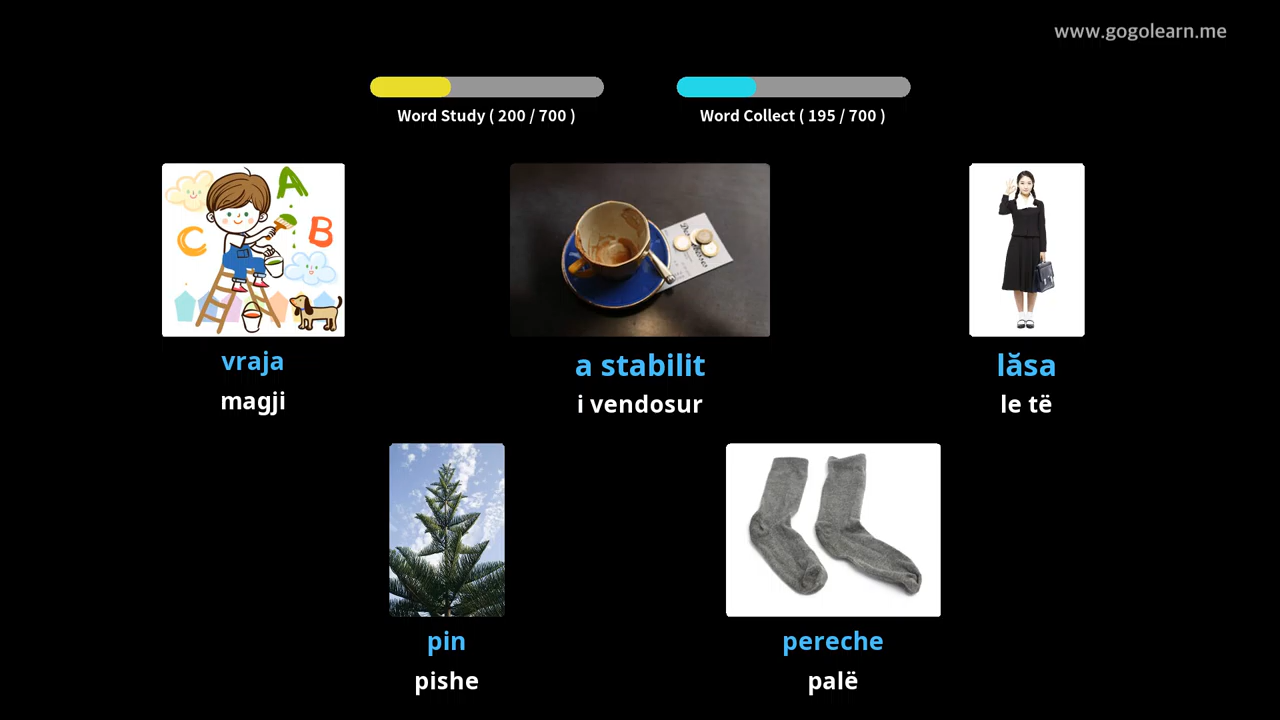 www.gogolearn.me
Word Study ( 200 / 700 )
Word Collect ( 195 / 700 )
A
B
C
vraja
magji
a stabilit
i vendosur
lăsa
le të
pin
pishe
pereche
palë